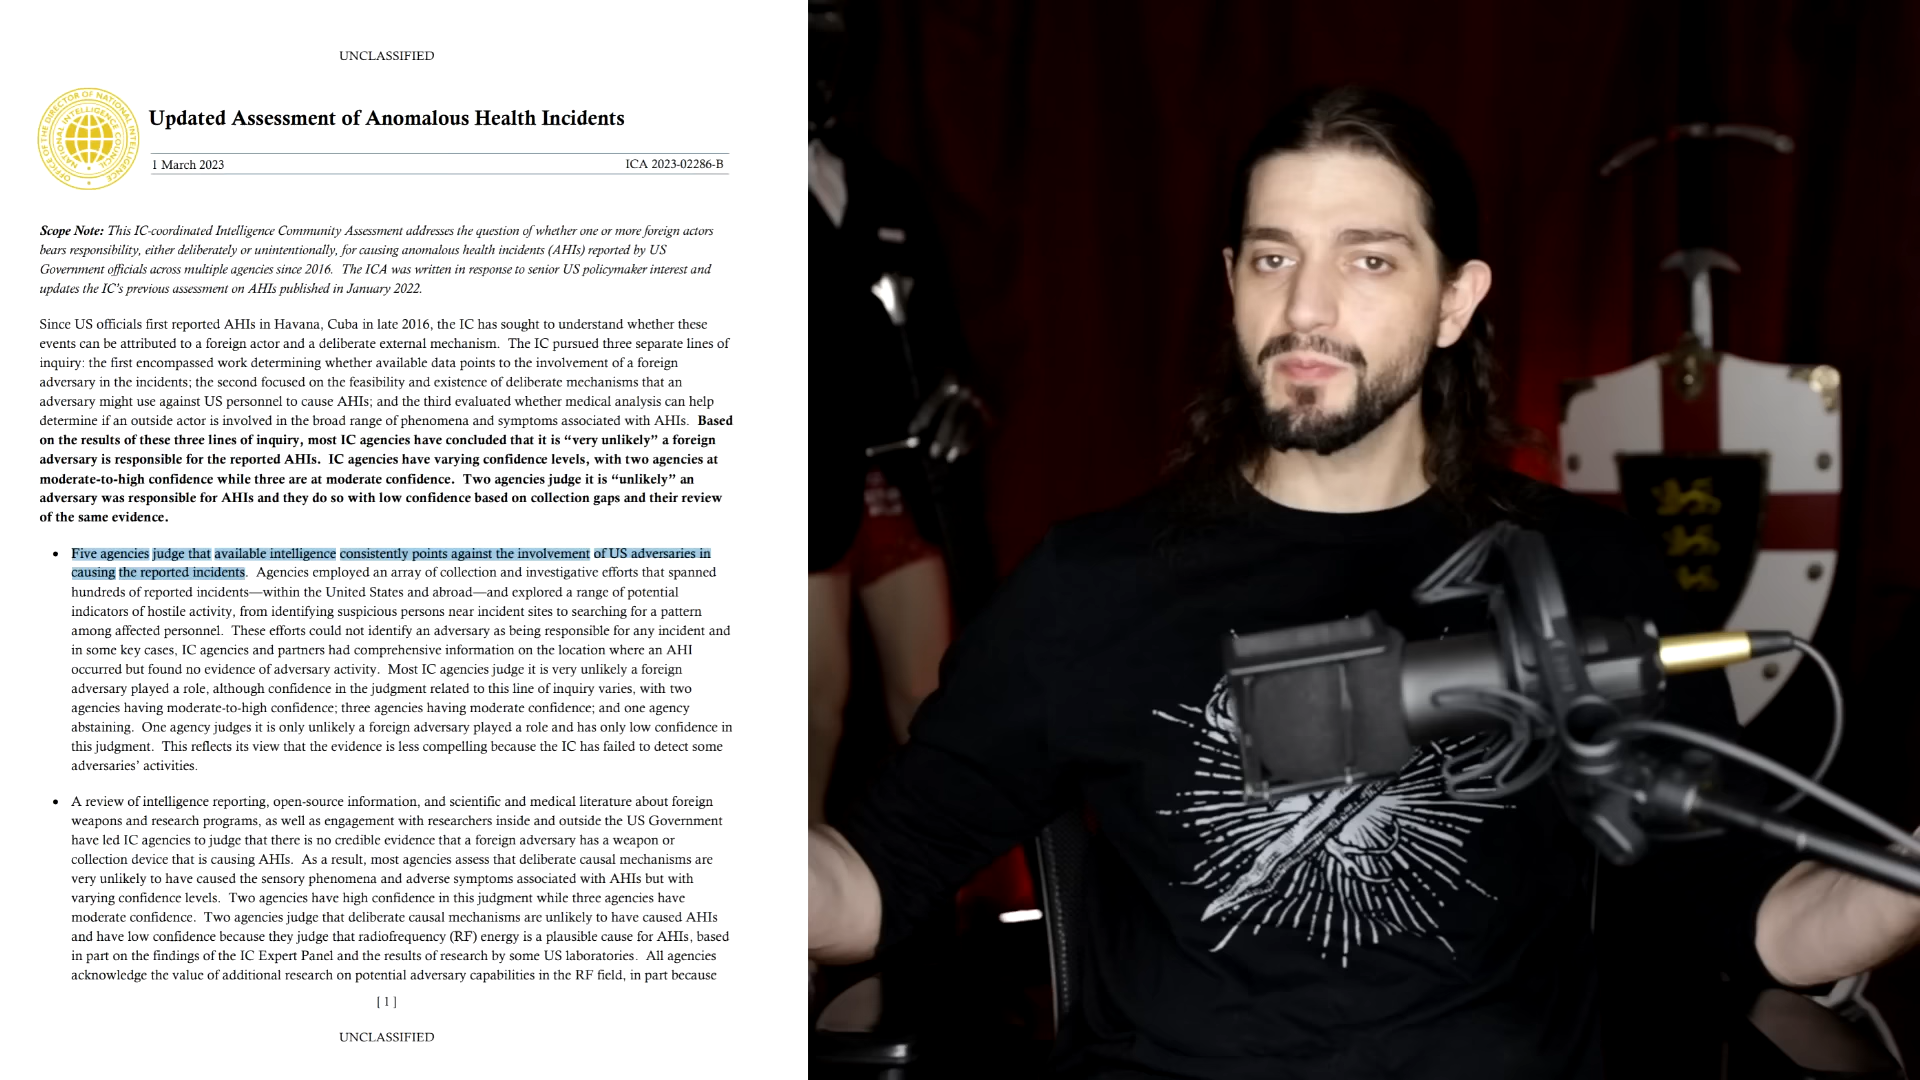 UNCLASSIFIED
OFFICE OF THE DIRECTOR OF NATIONAL INTELLIGENCE
NATIONAL INTELLIGENCE COUNCIL
Updated Assessment of Anomalous Health Incidents
1 March 2023 ICA 2023-02286-B
Scope Note: This IC-coordinated Intelligence Community Assessment addresses the question of whether one or more foreign actors
bears responsibility, either deliberately or unintentionally, for causing anomalous health incidents (AHIs) reported by US
Government officials across multiple agencies since 2016. The ICA was written in response to senior US policymaker interest and
updates the IC's previous assessment on AHIs published in January 2022.
Since US officials first reported AHIs in Havana, Cuba in late 2016, the IC has sought to understand whether these
events can be attributed to a foreign actor and a deliberate external mechanism. The IC pursued three separate lines of
inquiry: the first encompassed work determining whether available data points to the involvement of a foreign
adversary in the incidents; the second focused on the feasibility and existence of deliberate mechanisms that an
adversary might use against US personnel to cause AHIs; and the third evaluated whether medical analysis can help
determine if an outside actor is involved in the broad range of phenomena and symptoms associated with AHIs. Based
on the results of these three lines of inquiry, most IC agencies have concluded that it is “very unlikely” a foreign
adversary is responsible for the reported AHIs. IC agencies have varying confidence levels, with two agencies at
moderate-to-high confidence while three are at moderate confidence. Two agencies judge it is “unlikely” an
adversary was responsible for AHIs and they do so with low confidence based on collection gaps and their review
of the same evidence.
• Five agencies judge that available intelligence consistently points against the involvement of US adversaries in
causing the reported incidents. Agencies employed an array of collection and investigative efforts that spanned
hundreds of reported incidents—within the United States and abroad—and explored a range of potential
indicators of hostile activity, from identifying suspicious persons near incident sites to searching for a pattern
among affected personnel. These efforts could not identify an adversary as being responsible for any incident and
in some key cases, IC agencies and partners had comprehensive information on the location where an AHI
occurred but found no evidence of adversary activity. Most IC agencies judge it is very unlikely a foreign
adversary played a role, although confidence in the judgment related to this line of inquiry varies, with two
agencies having moderate-to-high confidence; three agencies having moderate confidence; and one agency
abstaining. One agency judges it is only unlikely a foreign adversary played a role and has only low confidence in
this judgment. This reflects its view that the evidence is less compelling because the IC has failed to detect some
adversaries’ activities.
• A review of intelligence reporting, open-source information, and scientific and medical literature about foreign
weapons and research programs, as well as engagement with researchers inside and outside the US Government
have led IC agencies to judge that there is no credible evidence that a foreign adversary has a weapon or
collection device that is causing AHIs. As a result, most agencies assess that deliberate causal mechanisms are
very unlikely to have caused the sensory phenomena and adverse symptoms associated with AHIs but with
varying confidence levels. Two agencies have high confidence in this judgment while three agencies have
moderate confidence. Two agencies judge that deliberate causal mechanisms are unlikely to have caused AHIs
and have low confidence because they judge that radiofrequency (RF) energy is a plausible cause for AHIs, based
in part on the findings of the IC Expert Panel and the results of research by some US laboratories. All agencies
acknowledge the value of additional research on potential adversary capabilities in the RF field, in part because
[ 1 ]
UNCLASSIFIED